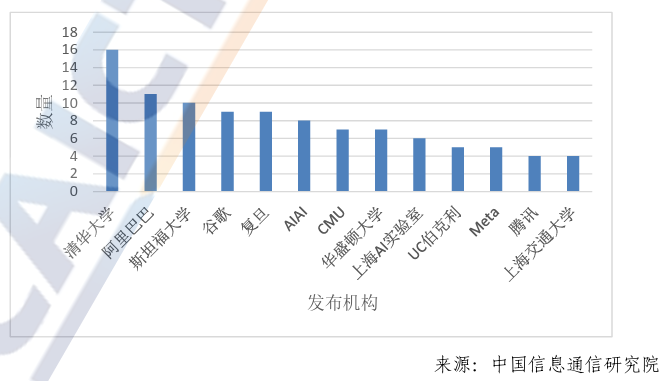 18
16
14
12
10
8
6
4
2
0
数量
清华大学
阿里巴巴
斯坦福大学
谷歌
复旦
AIAI
CMU
华盛顿大学
上海AI实验室
UC伯克利
Meta
腾讯
上海交通大学
发布机构
来源：中国信息通信研究院
CAICT